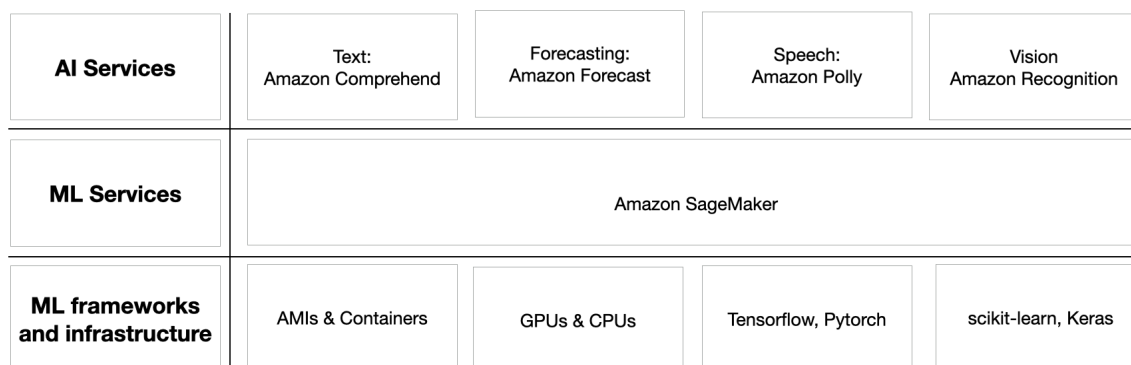 AI Services
Text:
Amazon Comprehend
Forecasting:
Amazon Forecast
Speech:
Amazon Polly
Vision
Amazon Recognition
ML Services
Amazon SageMaker
ML frameworks
and infrastructure
AMIs & Containers
GPUs & CPUs
Tensorflow, Pytorch
scikit-learn, Keras